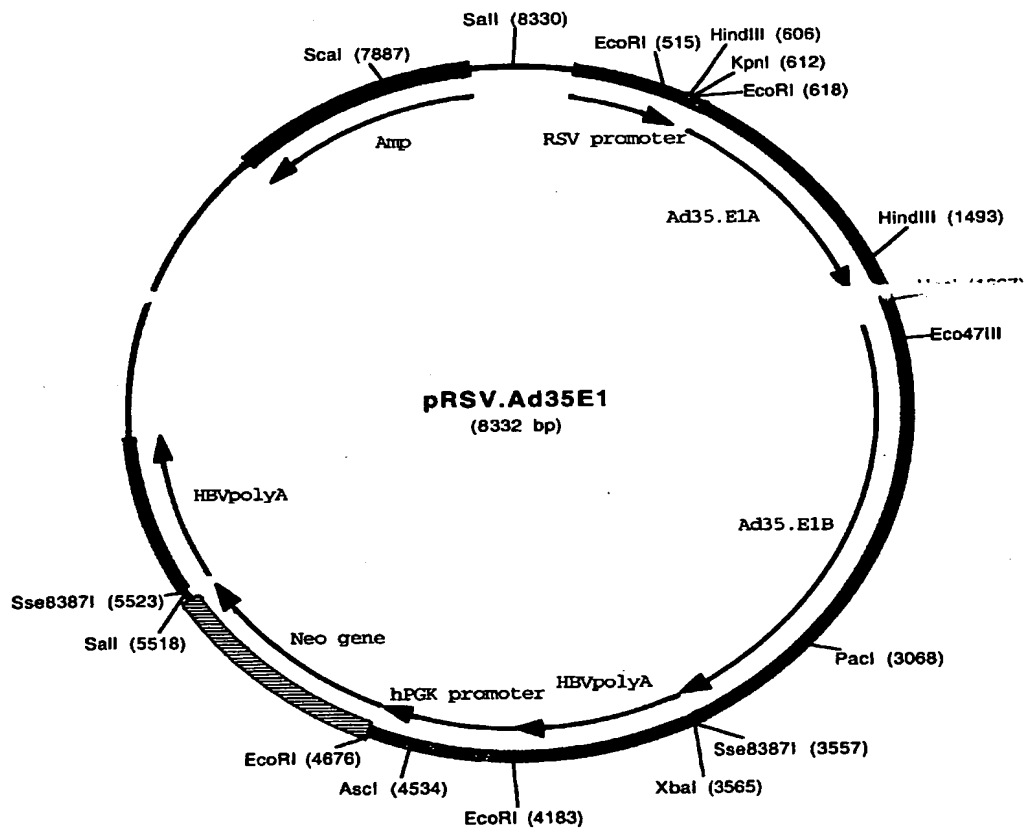 SalI (8330)
ScaI (7887)
EcoRI (515)
HindIII (606)
KpnI (612)
EcoRI (618)
Amp
RSV promoter
Ad35.E1A
HindIII (1493)
Eco47III
pRSV.Ad35E1
(8332 bp)
HBVpolyA
Ad35.E1B
Sse8387I (5523)
SalI (5518)
Neo gene
PacI (3068)
hPGK promoter
HBVpolyA
Sse8387I (3557)
EcoRI (4676)
AscI (4534)
XbaI (3565)
EcoRI (4183)